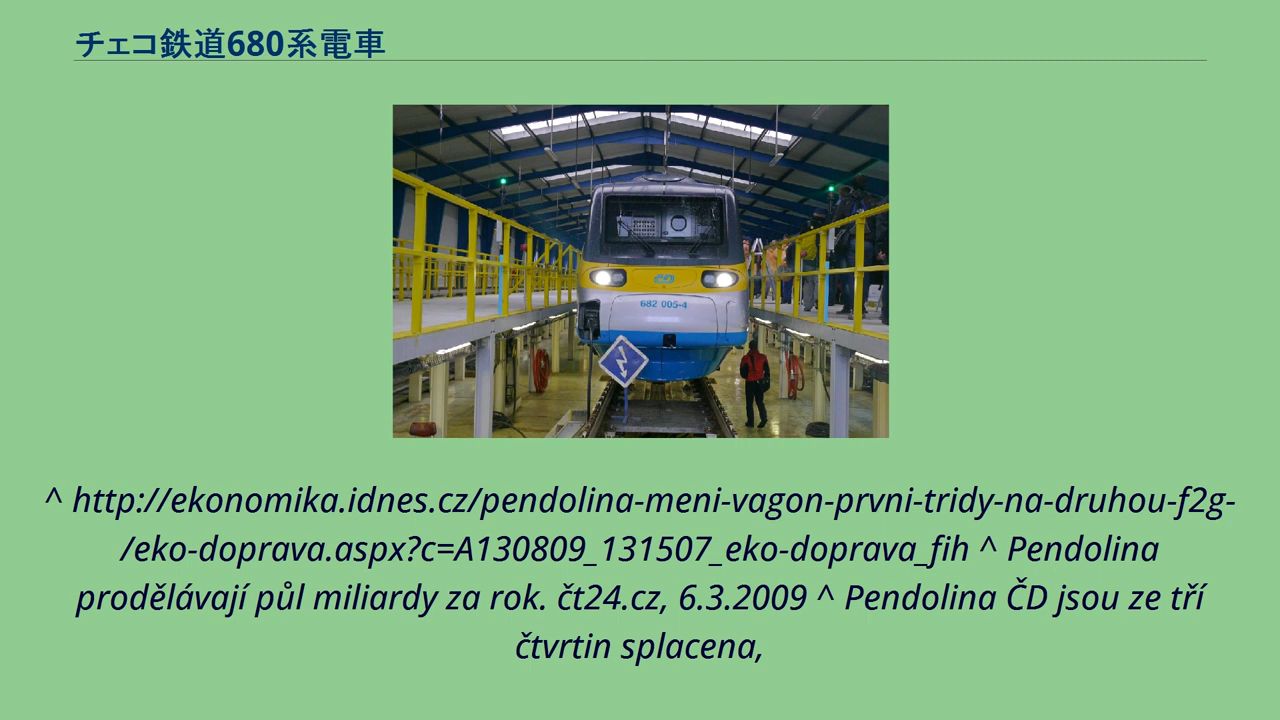 チェコ鉄道680系電車
ČD
682 005-4
^ http://ekonomika.idnes.cz/pendolina-meni-vagon-prvni-tridy-na-druhou-f2g-
/eko-doprava.aspx?c=A130809_131507_eko-doprava_fih ^ Pendolina
prodělávají půl miliardy za rok. čt24.cz, 6.3.2009 ^ Pendolina ČD jsou ze tří
čtvrtin splacena,